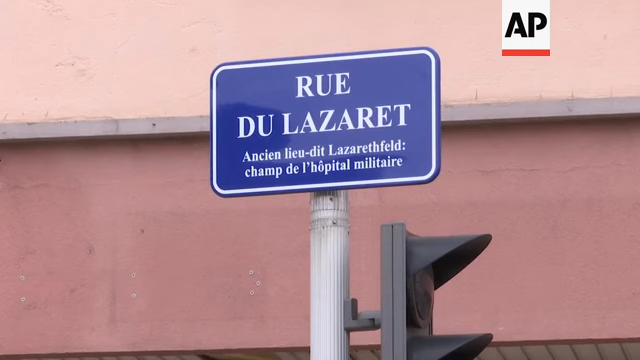 AP
RUE
DU LAZARET
Ancien lieu-dit Lazarethfeld:
champ de l'hôpital militaire